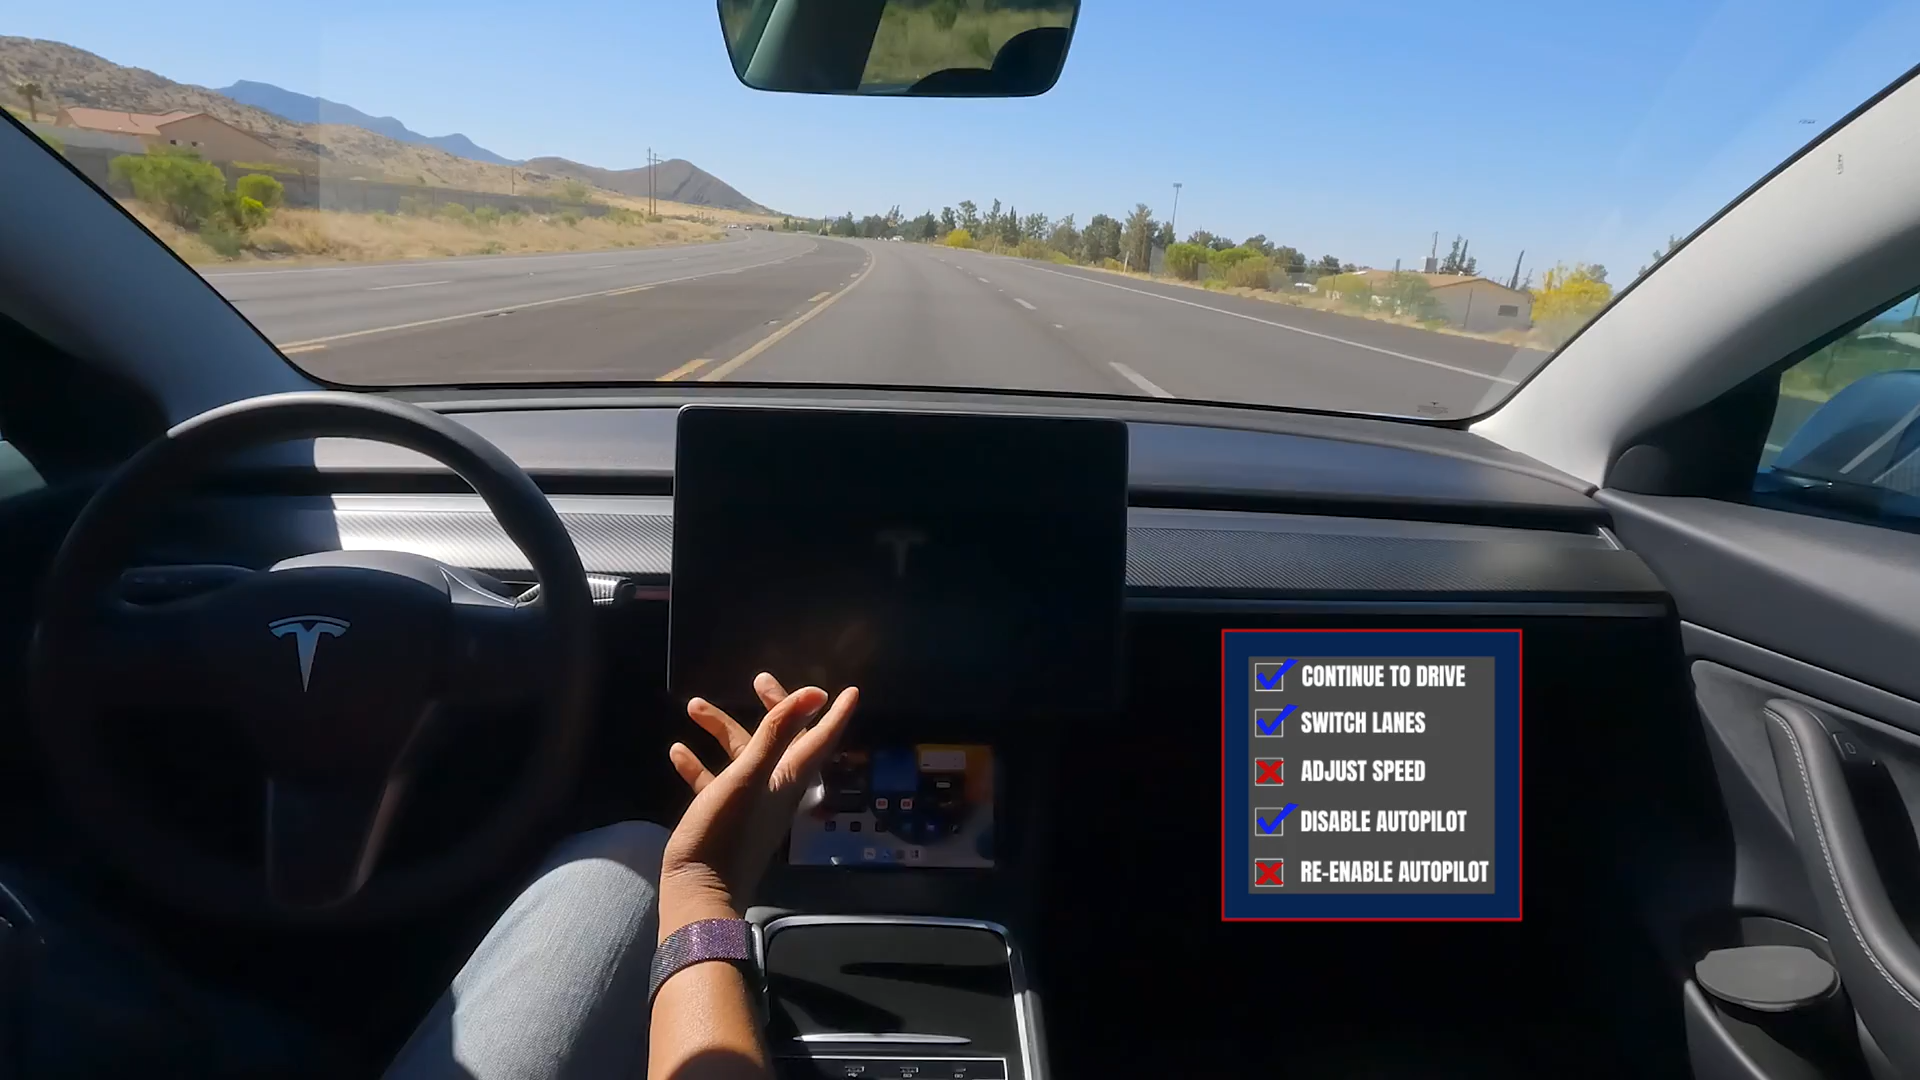 CONTINUE TO DRIVE
SWITCH LANES
ADJUST SPEED
DISABLE AUTOPILOT
RE-ENABLE AUTOPILOT